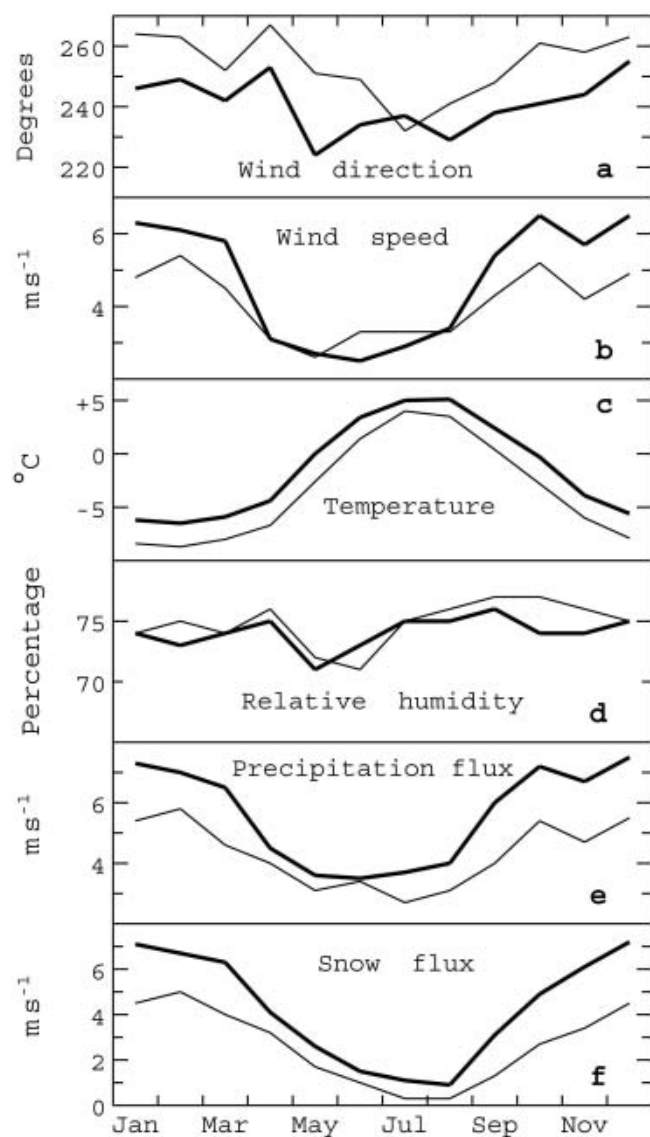 260
240
220
Degrees
Wind direction
a
6
4
ms⁻¹
Wind speed
b
+5
0
-5
°C
Temperature
c
75
70
Percentage
Relative humidity
d
6
4
ms⁻¹
Precipitation flux
e
6
4
2
0
ms⁻¹
Snow flux
f
Jan Mar May Jul Sep Nov